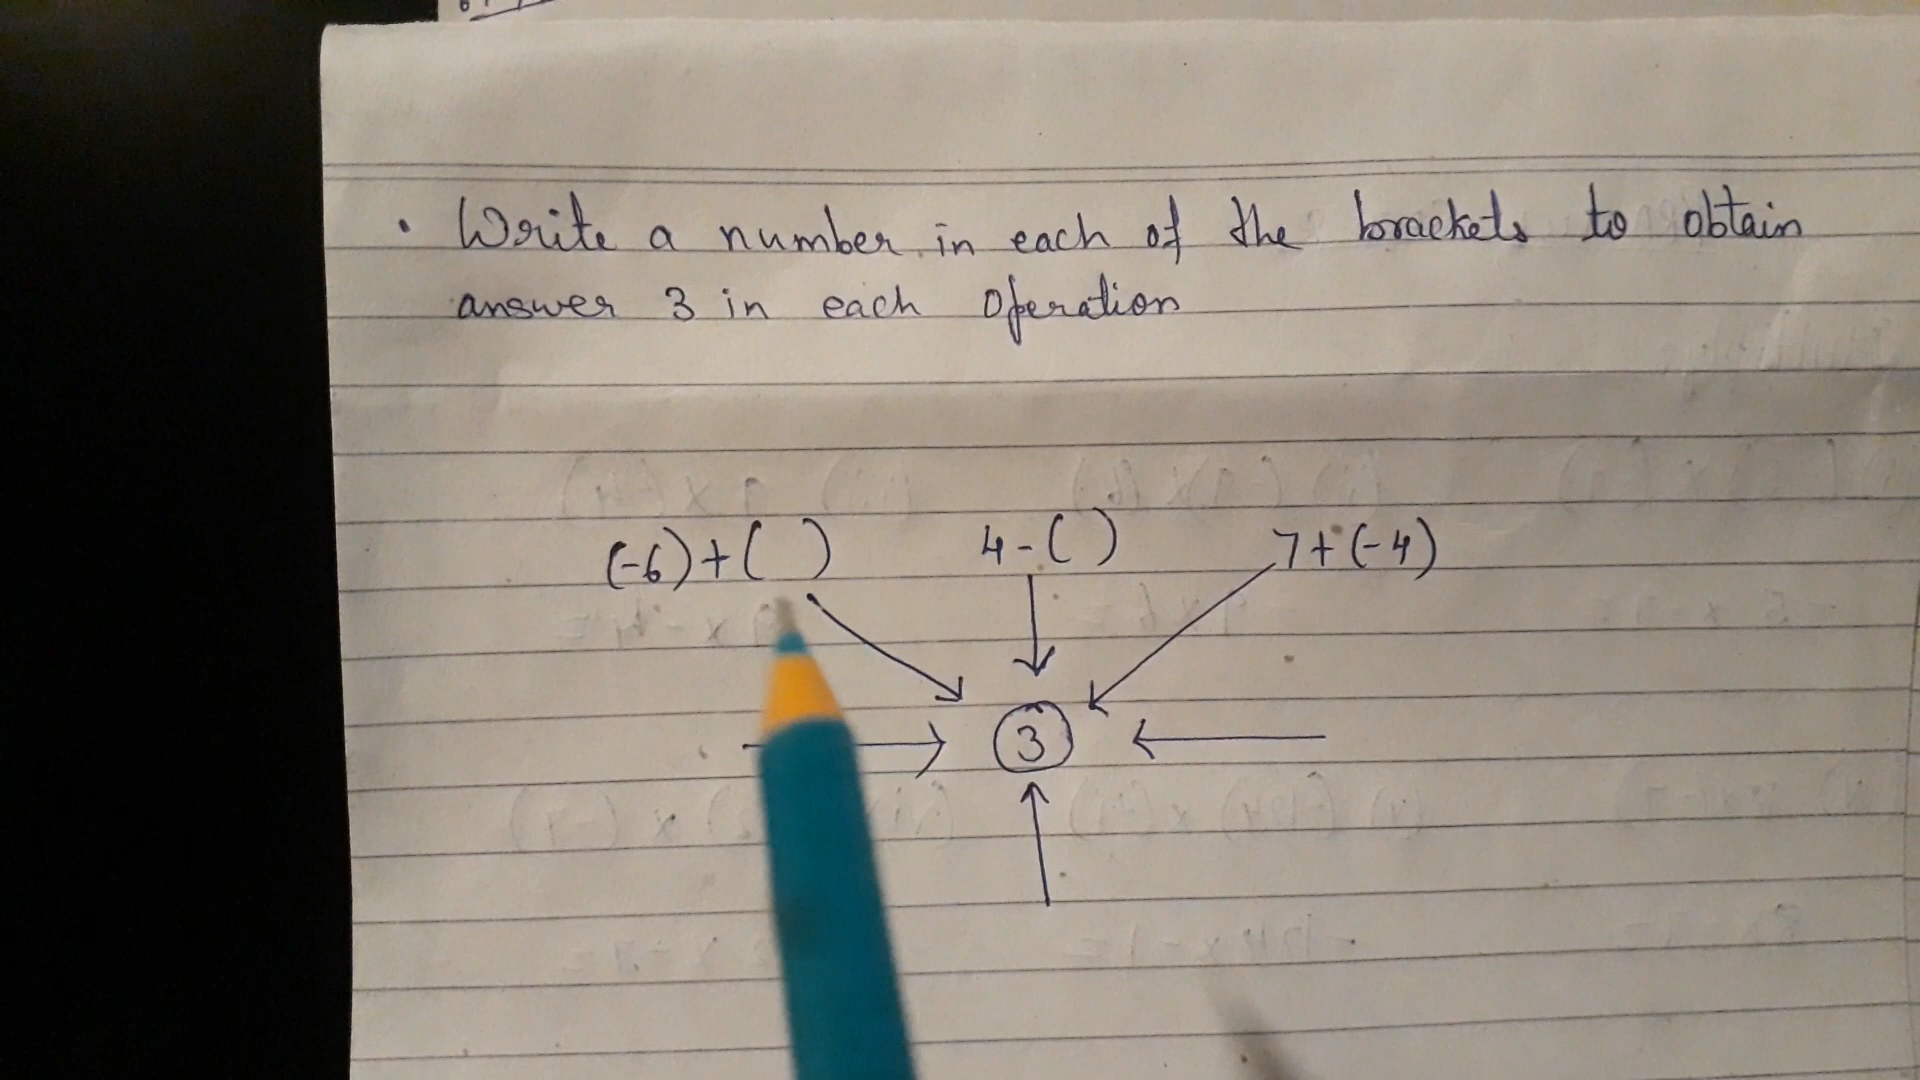 • Write a number in each of the brackets to obtain
answer 3 in each operation
(-6)+( ) 4-( ) 7+(-4)
3